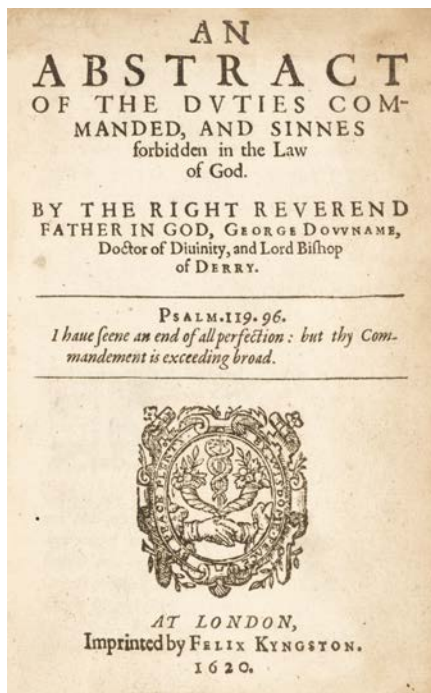 AN
ABSTRACT
OF THE DVTIES COM-
MANDED, AND SINNES
forbidden in the Law
of God.
BY THE RIGHT REVEREND
FATHER IN GOD, GEORGE DOVVNAME,
Doctor of Diuinity, and Lord Biſhop
of DERRY.
PSALM.119.96.
I haue ſeene an end of all perfection: but thy Com-
mandement is exceeding broad.
AT LONDON,
Imprinted by FELIX KYNGSTON.
1620.